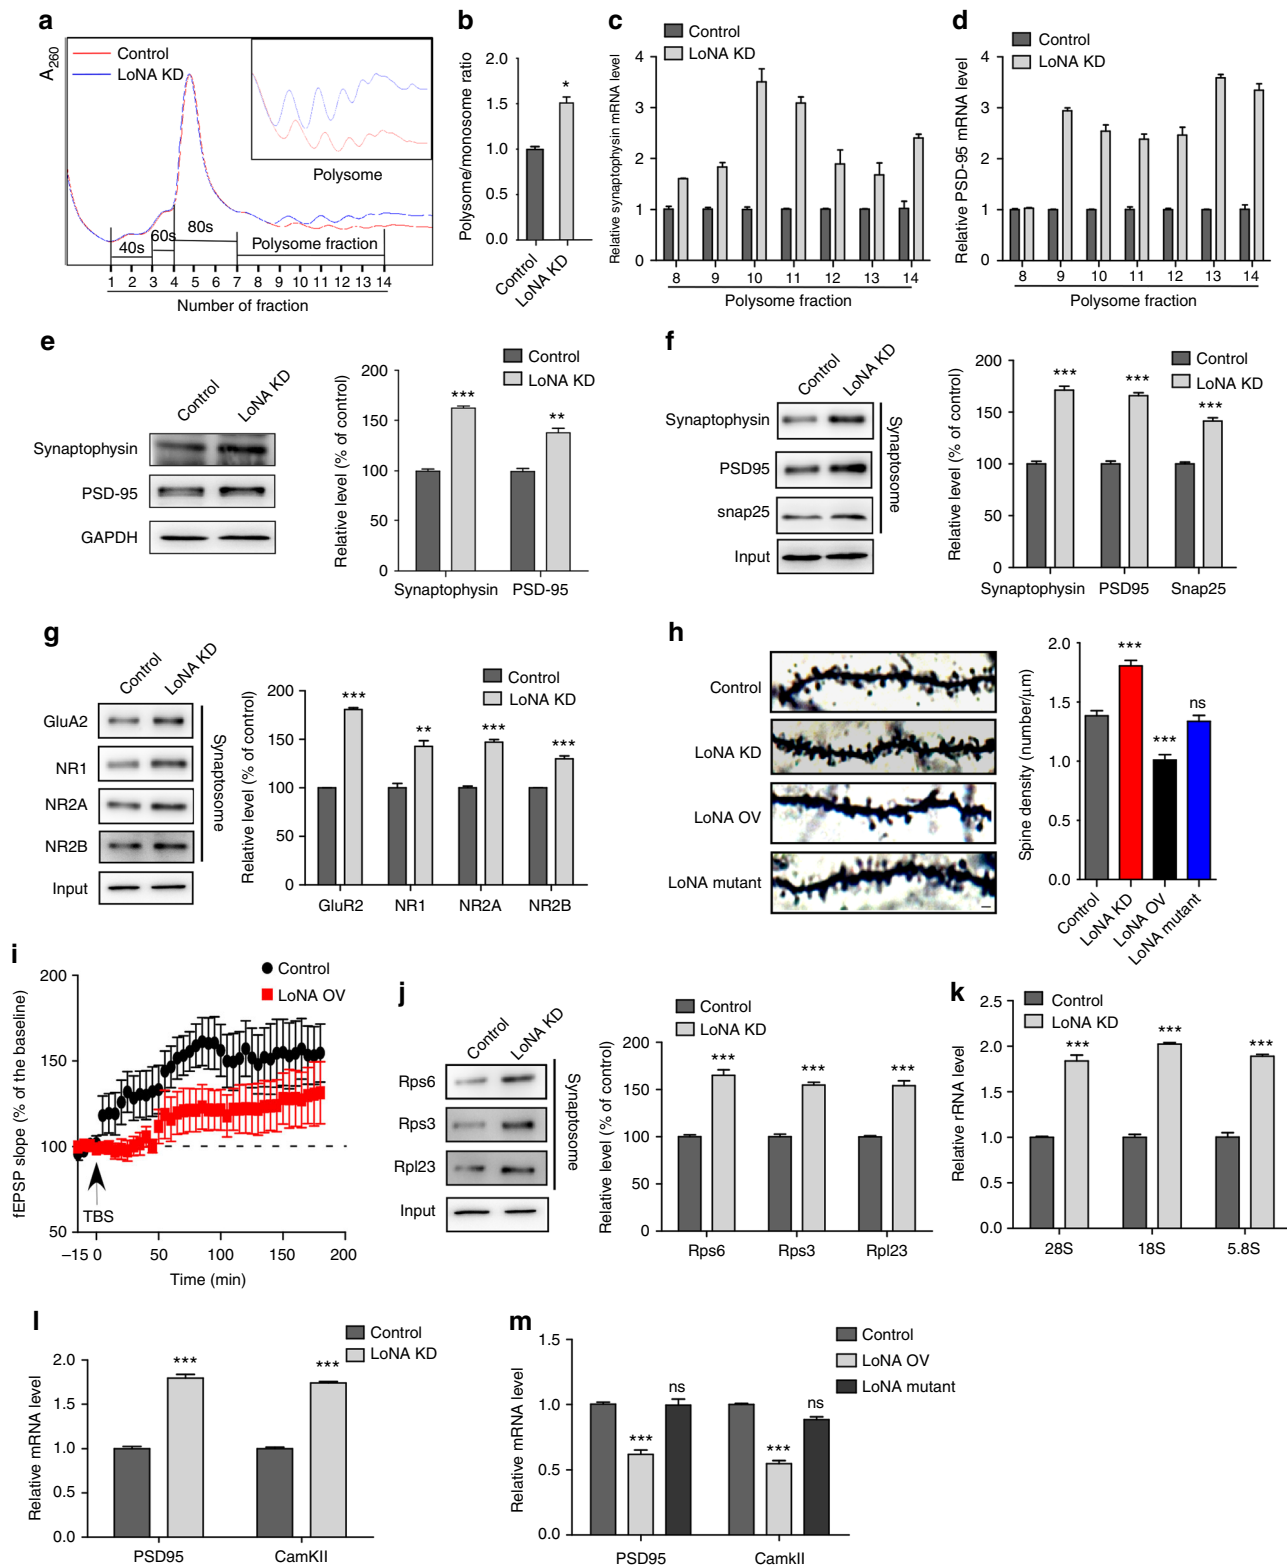 a
A260
Control
LoNA KD
Polysome
40s
60s
80s
Polysome fraction
1 2 3 4 5 6 7 8 9 10 11 12 13 14
Number of fraction
b
Polysome/monosome ratio
2.0
1.5
1.0
0.5
0.0
*
Control
LoNA KD
c
Control
LoNA KD
Relative synaptophysin mRNA level
4
3
2
1
0
8 9 10 11 12 13 14
Polysome fraction
d
Control
LoNA KD
Relative PSD-95 mRNA level
4
3
2
1
0
8 9 10 11 12 13 14
Polysome fraction
e
Control
LoNA KD
Synaptophysin
PSD-95
GAPDH
Control
LoNA KD
Relative level (% of control)
200
150
100
50
0
***
**
Synaptophysin PSD-95
f
Control
LoNA KD
Synaptophysin
PSD95
snap25
Input
Synaptosome
Control
LoNA KD
Relative level (% of control)
200
150
100
50
0
***
***
***
Synaptophysin PSD95 Snap25
g
Control
LoNA KD
GluA2
NR1
NR2A
NR2B
Input
Synaptosome
Control
LoNA KD
Relative level (% of control)
200
150
100
50
0
***
**
***
***
GluR2 NR1 NR2A NR2B
h
Control
LoNA KD
LoNA OV
LoNA mutant
Spine density (number/μm)
2.0
1.5
1.0
0.5
0.0
***
***
ns
Control
LoNA KD
LoNA OV
LoNA mutant
i
Control
LoNA OV
fEPSP slope (% of the baseline)
200
150
100
50
TBS
–15 0 50 100 150 200
Time (min)
j
Control
LoNA KD
Rps6
Rps3
Rpl23
Input
Synaptosome
Control
LoNA KD
Relative level (% of control)
200
150
100
50
0
***
***
***
Rps6 Rps3 Rpl23
k
Control
LoNA KD
Relative rRNA level
2.5
2.0
1.5
1.0
0.5
0.0
***
***
***
28S 18S 5.8S
l
Control
LoNA KD
Relative mRNA level
2.0
1.5
1.0
0.5
0.0
***
***
PSD95 CamKII
m
Control
LoNA OV
LoNA mutant
Relative mRNA level
1.5
1.0
0.5
0.0
***
ns
***
ns
PSD95 CamkII